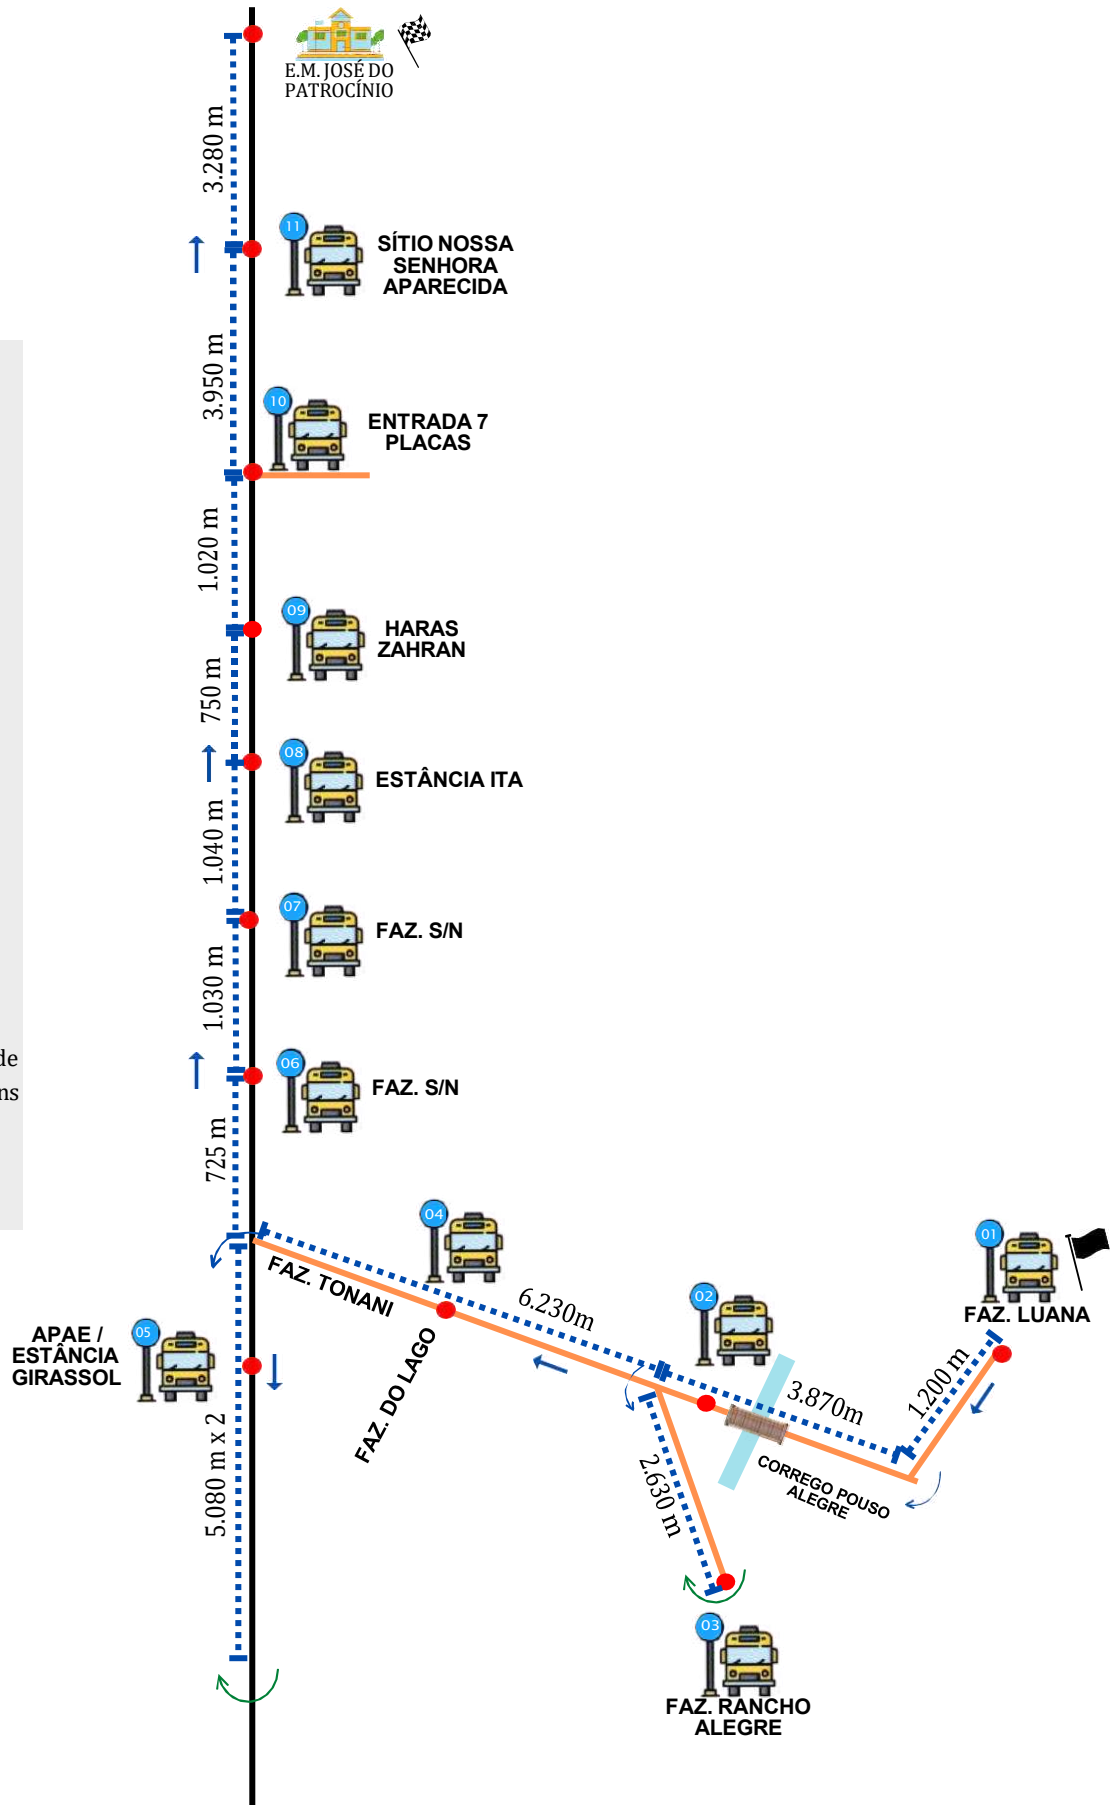 E.M. JOSÉ DO
PATROCÍNIO
3.280 m
11
SÍTIO NOSSA
SENHORA
APARECIDA
3.950 m
10
ENTRADA 7
PLACAS
1.020 m
09
HARAS
ZAHRAN
750 m
08
ESTÂNCIA ITA
1.040 m
07
FAZ. S/N
1.030 m
de
ns
06
FAZ. S/N
725 m
04
01
FAZ. LUANA
FAZ. TONANI
6.230m
02
APAE /
ESTÂNCIA
GIRASSOL
05
FAZ. DO LAGO
3.870m
1.200 m
5.080 m x 2
2.630 m
CORREGO POUSO
ALEGRE
03
FAZ. RANCHO
ALEGRE